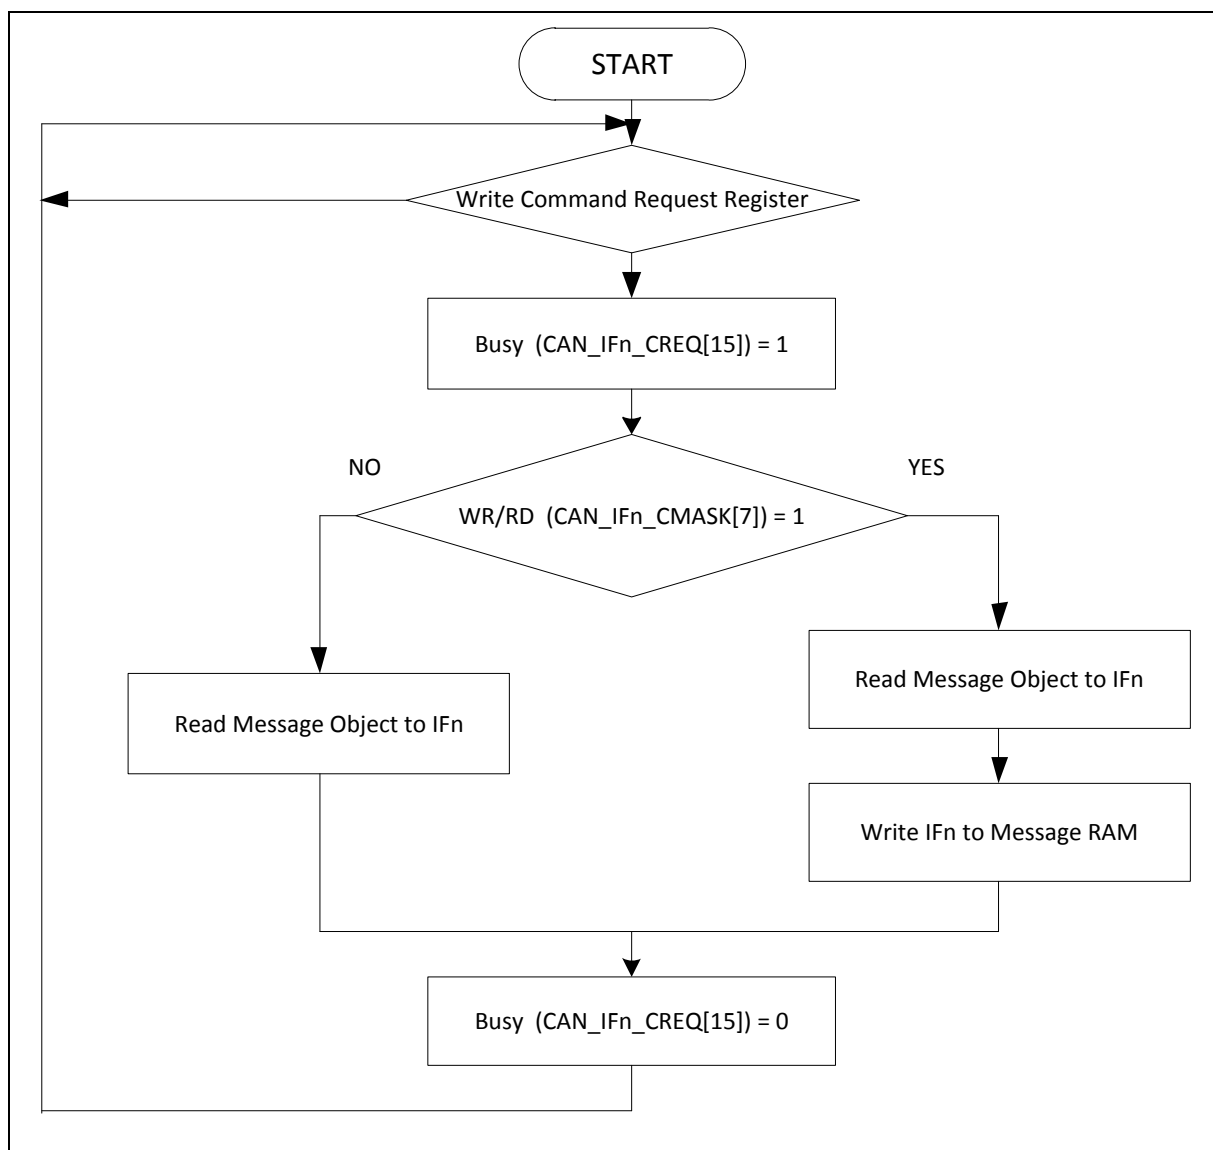 START
Write Command Request Register
Busy  (CAN_IFn_CREQ[15]) = 1
NO
YES
WR/RD  (CAN_IFn_CMASK[7]) = 1
Read Message Object to IFn
Read Message Object to IFn
Write IFn to Message RAM
Busy  (CAN_IFn_CREQ[15]) = 0